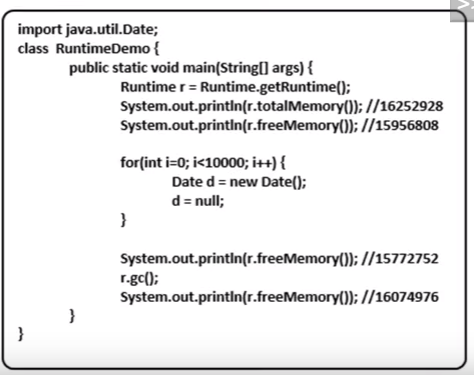 import java.util.Date;
class RuntimeDemo {
public static void main(String[] args) {
Runtime r = Runtime.getRuntime();
System.out.println(r.totalMemory()); //16252928
System.out.println(r.freeMemory()); //15956808
for(int i=0; i<10000; i++) {
Date d = new Date();
d = null;
}
System.out.println(r.freeMemory()); //15772752
r.gc();
System.out.println(r.freeMemory()); //16074976
}
}